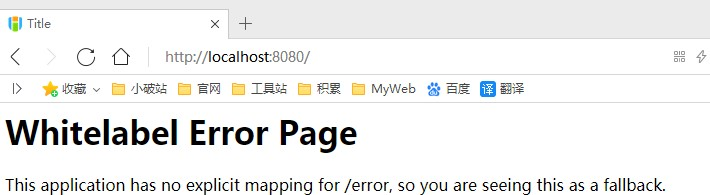 Title
http://localhost:8080/
收藏 小破站 官网 工具站 积累 MyWeb 百度 译 翻译
Whitelabel Error Page
This application has no explicit mapping for /error, so you are seeing this as a fallback.